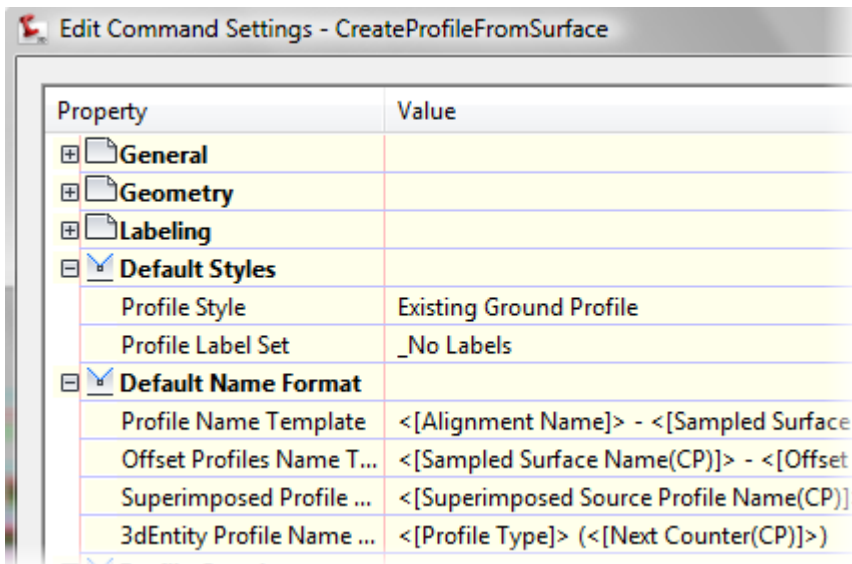 Edit Command Settings - CreateProfileFromSurface
Property Value
General
Geometry
Labeling
Default Styles
Profile Style Existing Ground Profile
Profile Label Set _No Labels
Default Name Format
Profile Name Template <[Alignment Name]> - <[Sampled Surface
Offset Profiles Name T... <[Sampled Surface Name(CP)]> - <[Offset
Superimposed Profile ... <[Superimposed Source Profile Name(CP)]
3dEntity Profile Name ... <[Profile Type]> (<[Next Counter(CP)]>)